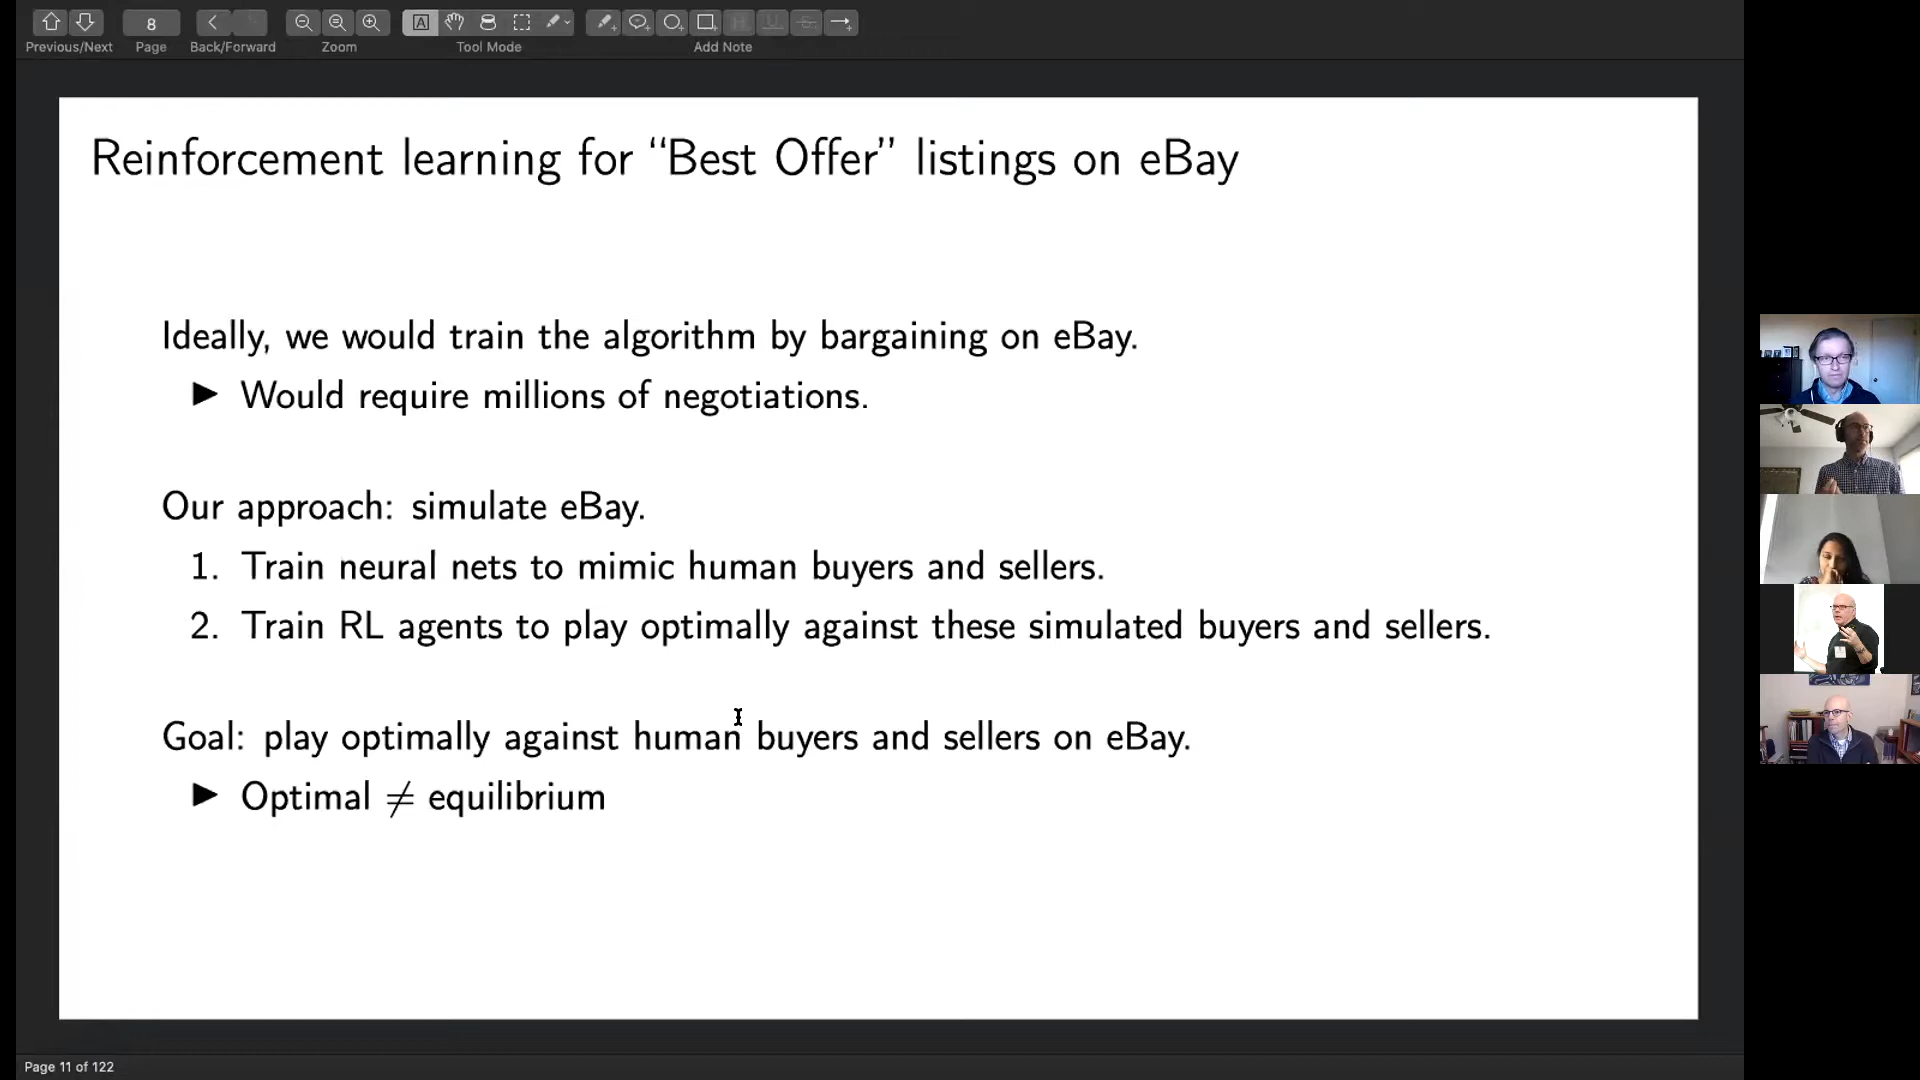 8
Previous/Next
Page
Back/Forward
Zoom
Tool Mode
Add Note
Reinforcement learning for “Best Offer” listings on eBay
Ideally, we would train the algorithm by bargaining on eBay.
▶ Would require millions of negotiations.
Our approach: simulate eBay.
1. Train neural nets to mimic human buyers and sellers.
2. Train RL agents to play optimally against these simulated buyers and sellers.
Goal: play optimally against human buyers and sellers on eBay.
▶ Optimal ≠ equilibrium
Page 11 of 122